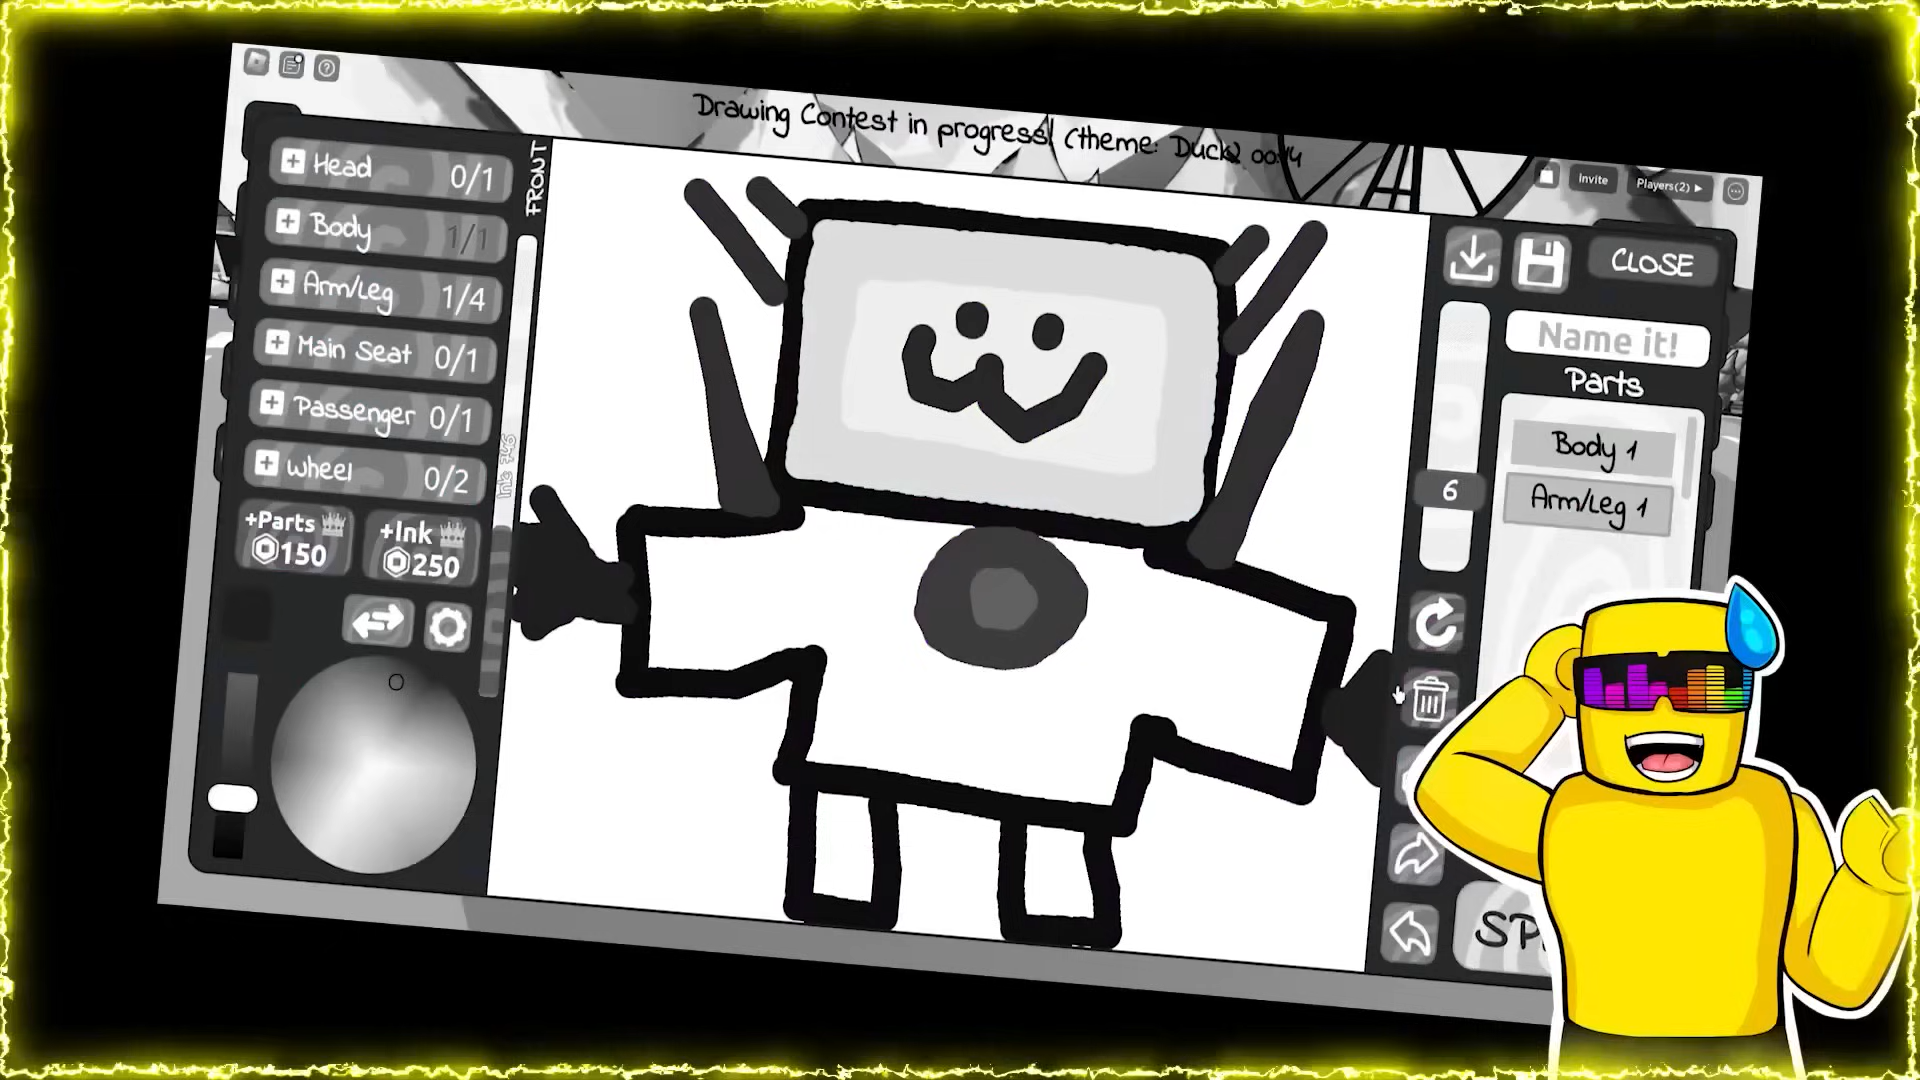 Drawing Contest in progress! (theme: Duck)
Invite
Players(2)
Head 0/1
Body 1/1
Arm/Leg 1/4
Main Seat 0/1
Passenger 0/1
wheel 0/2
+Parts
150
+Ink
250
FRONT
CLOSE
Name it!
Parts
Body 1
Arm/Leg 1
6